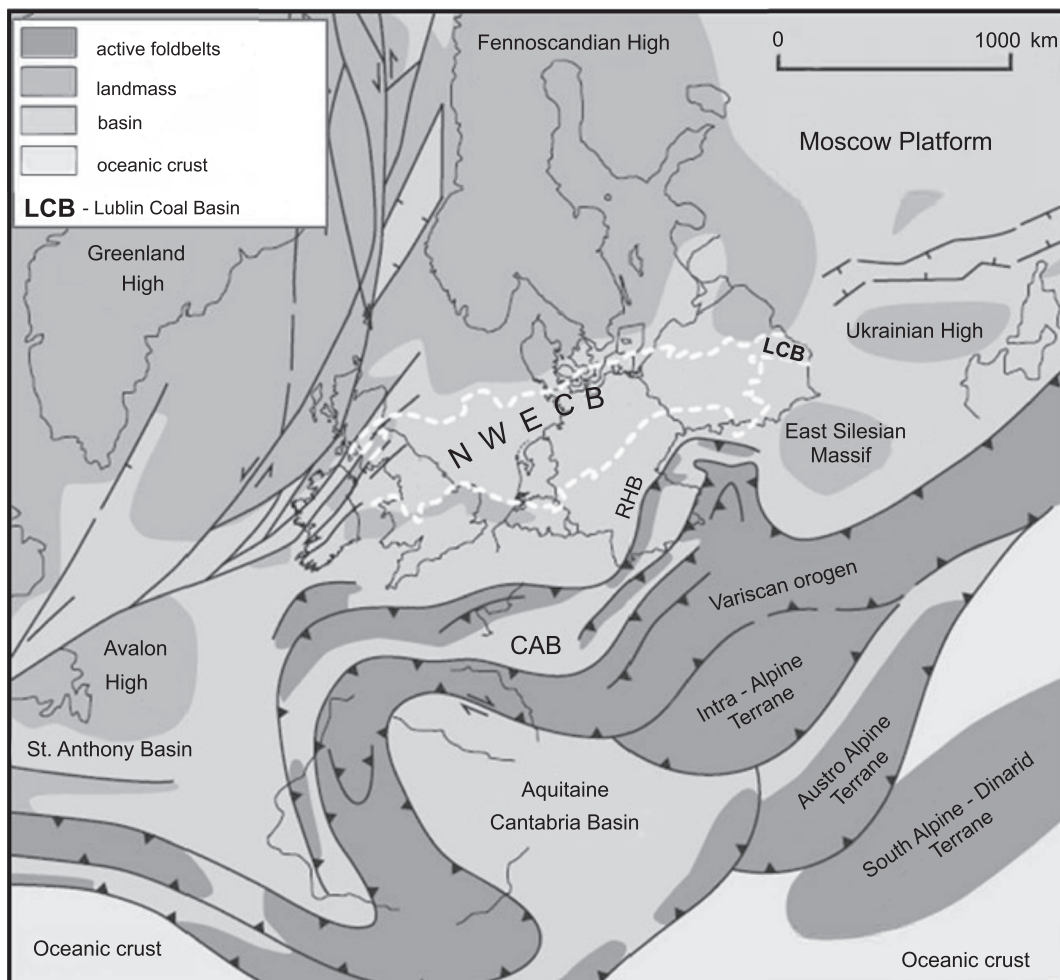 active foldbelts
landmass
basin
oceanic crust
LCB - Lublin Coal Basin
Fennoscandian High
0 1000 km
Moscow Platform
Greenland
High
Ukrainian High
LCB
NWECB
East Silesian
Massif
RHB
Variscan orogen
CAB
Avalon
High
Intra - Alpine
Terrane
St. Anthony Basin
Austro Alpine
Terrane
Aquitaine
Cantabria Basin
South Alpine - Dinarid
Terrane
Oceanic crust
Oceanic crust